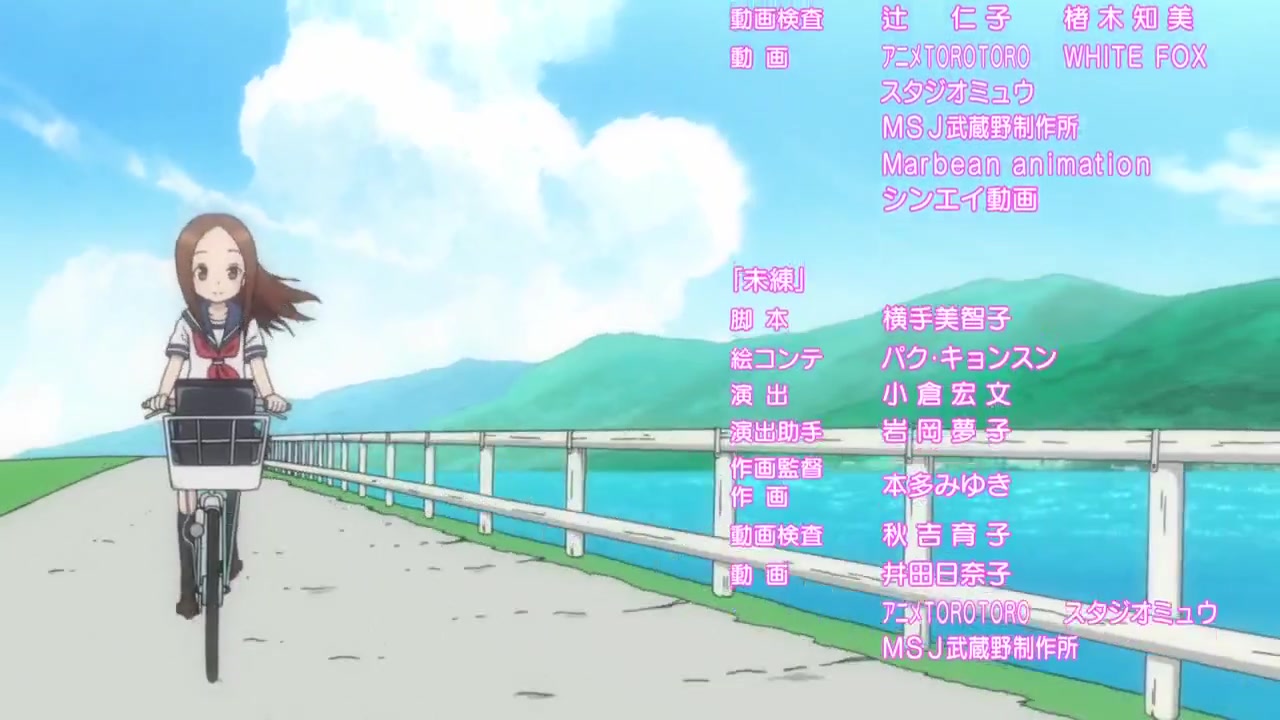 動画検査 辻 仁子 楮木知美
動画 アニメTOROTORO WHITE FOX
スタジオミュウ
MSJ武蔵野制作所
Marbean animation
シンエイ動画
「未練」
脚本 横手美智子
絵コンテ パク・キョンスン
演出 小倉宏文
演出助手 岩岡夢子
作画監督
作画 本多みゆき
動画検査 秋吉育子
動画 井田日奈子
アニメTOROTORO スタジオミュウ
MSJ武蔵野制作所